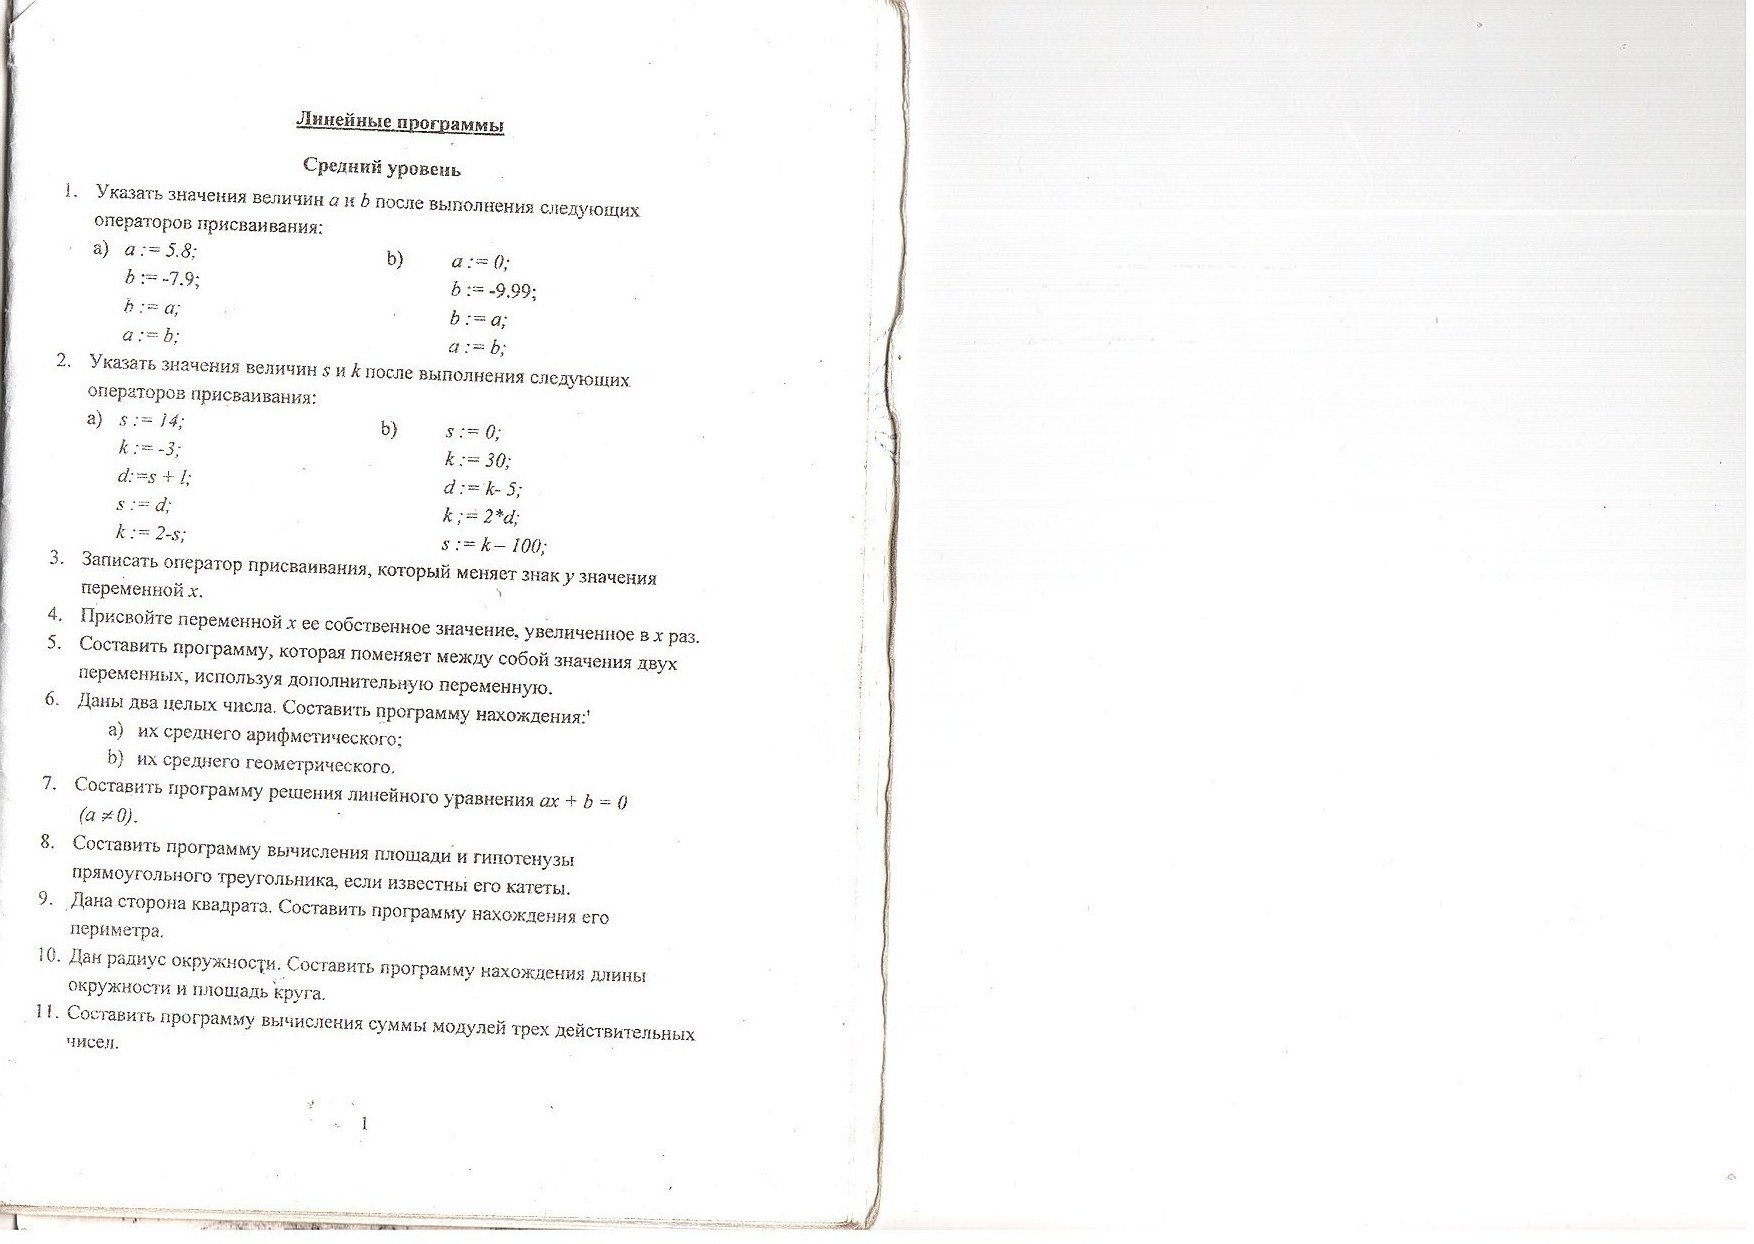 Линейные программы
Средний уровень
1. Указать значения величин a и b после выполнения следующих
операторов присваивания:
a) a := 5.8;
b := -7.9;
b := a;
a := b;
b) a := 0;
b := -9.99;
b := a;
a := b;
2. Указать значения величин s и k после выполнения следующих
операторов присваивания:
a) s := 14;
k := -3;
d:=s + 1;
s := d;
k := 2-s;
b) s := 0;
k := 30;
d := k- 5;
k ;= 2*d;
s := k – 100;
3. Записать оператор присваивания, который меняет знак у значения
переменной x.
4. Присвойте переменной x ее собственное значение, увеличенное в x раз.
5. Составить программу, которая поменяет между собой значения двух
переменных, используя дополнительную переменную.
6. Даны два целых числа. Составить программу нахождения:
a) их среднего арифметического;
b) их среднего геометрического.
7. Составить программу решения линейного уравнения ax + b = 0
(a ≠ 0).
8. Составить программу вычисления площади и гипотенузы
прямоугольного треугольника, если известны его катеты.
9. Дана сторона квадрата. Составить программу нахождения его
периметра.
10. Дан радиус окружности. Составить программу нахождения длины
окружности и площадь круга.
11. Составить программу вычисления суммы модулей трех действительных
чисел.
1